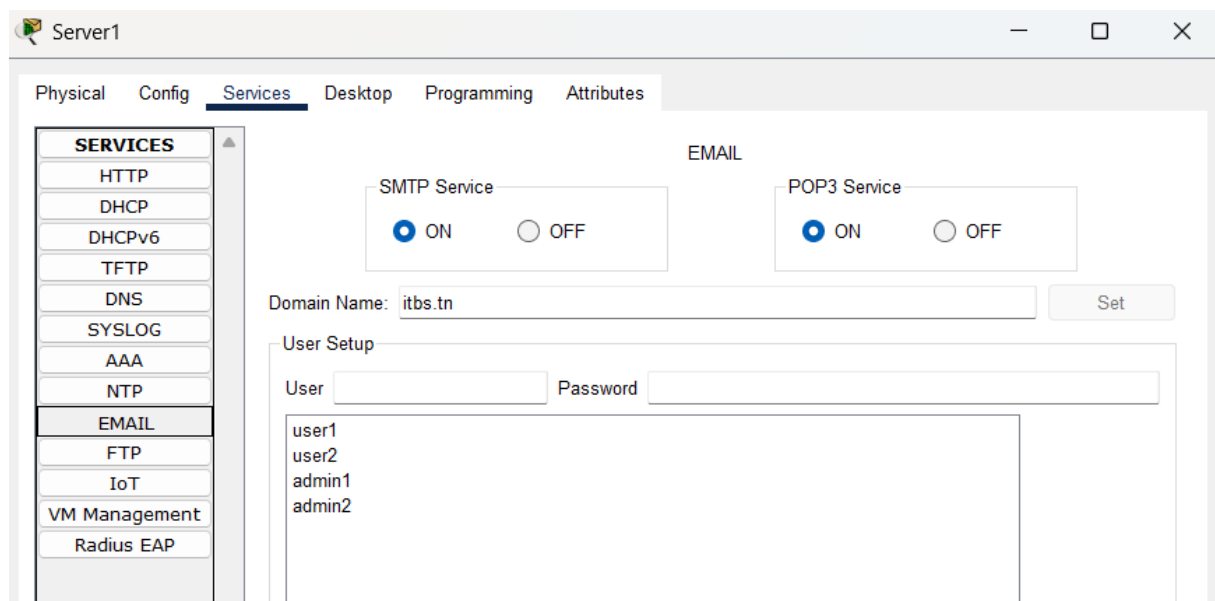 Server1
Physical Config Services Desktop Programming Attributes
SERVICES
HTTP
DHCP
DHCPv6
TFTP
DNS
SYSLOG
AAA
NTP
EMAIL
FTP
IoT
VM Management
Radius EAP
EMAIL
SMTP Service
ON OFF
POP3 Service
ON OFF
Domain Name: itbs.tn Set
User Setup
User Password
user1
user2
admin1
admin2